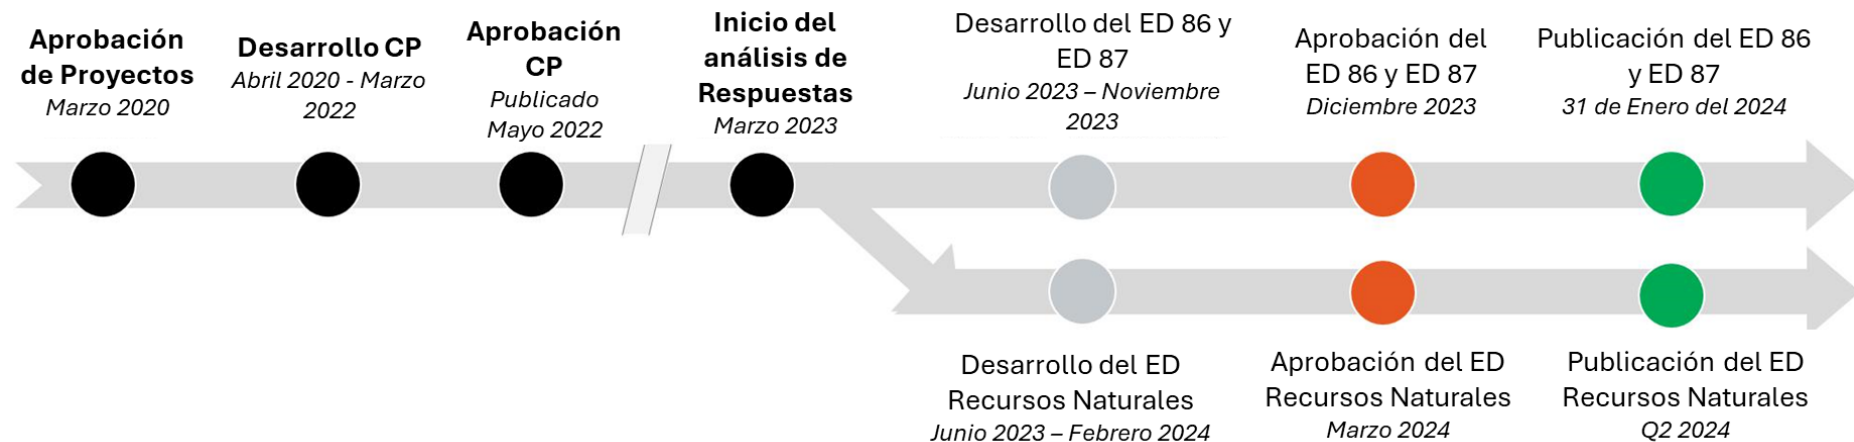 Aprobación
de Proyectos
Marzo 2020
Desarrollo CP
Abril 2020 - Marzo
2022
Aprobación
CP
Publicado
Mayo 2022
Inicio del
análisis de
Respuestas
Marzo 2023
Desarrollo del ED 86 y
ED 87
Junio 2023 – Noviembre
2023
Aprobación del
ED 86 y ED 87
Diciembre 2023
Publicación del ED 86
y ED 87
31 de Enero del 2024
Desarrollo del ED
Recursos Naturales
Junio 2023 – Febrero 2024
Aprobación del ED
Recursos Naturales
Marzo 2024
Publicación del ED
Recursos Naturales
Q2 2024